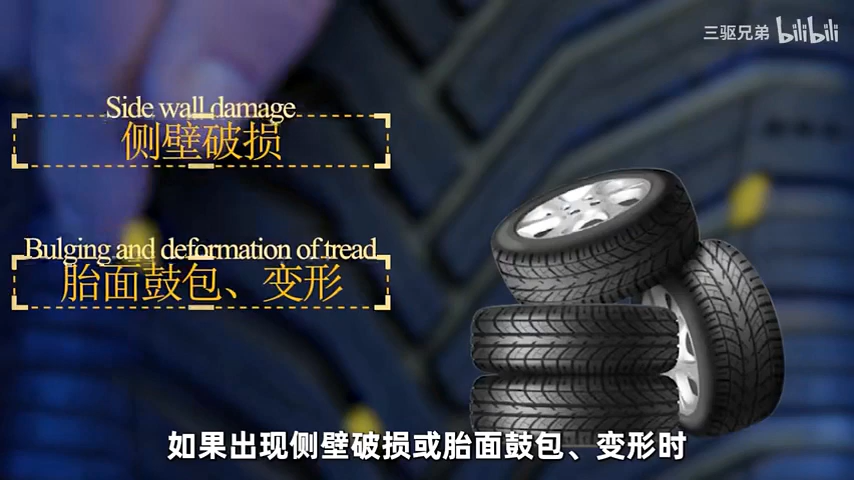 三驱兄弟 bilibili
Side wall damage
侧壁破损
Bulging and deformation of tread
胎面鼓包、变形
如果出现侧壁破损或胎面鼓包、变形时